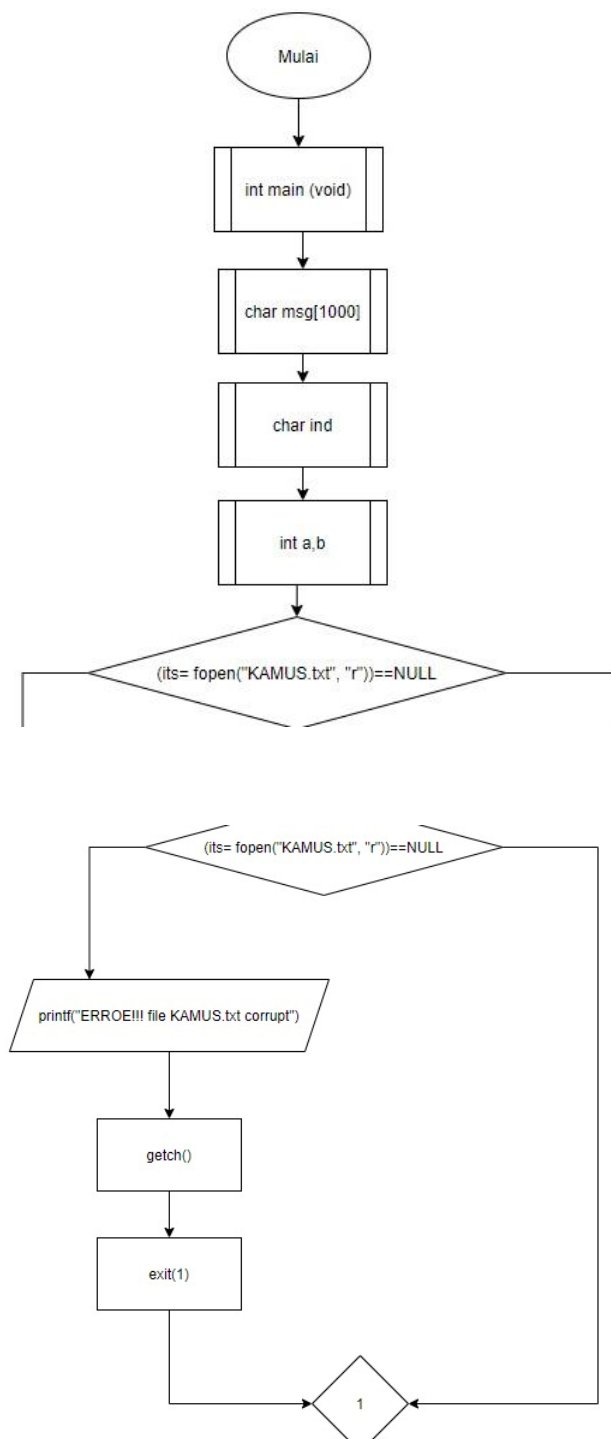 Mulai
int main (void)
char msg[1000]
char ind
int a,b
(its= fopen("KAMUS.txt", "r"))==NULL
(its= fopen("KAMUS.txt", "r"))==NULL
printf("ERROE!!! file KAMUS.txt corrupt")
getch()
exit(1)
1